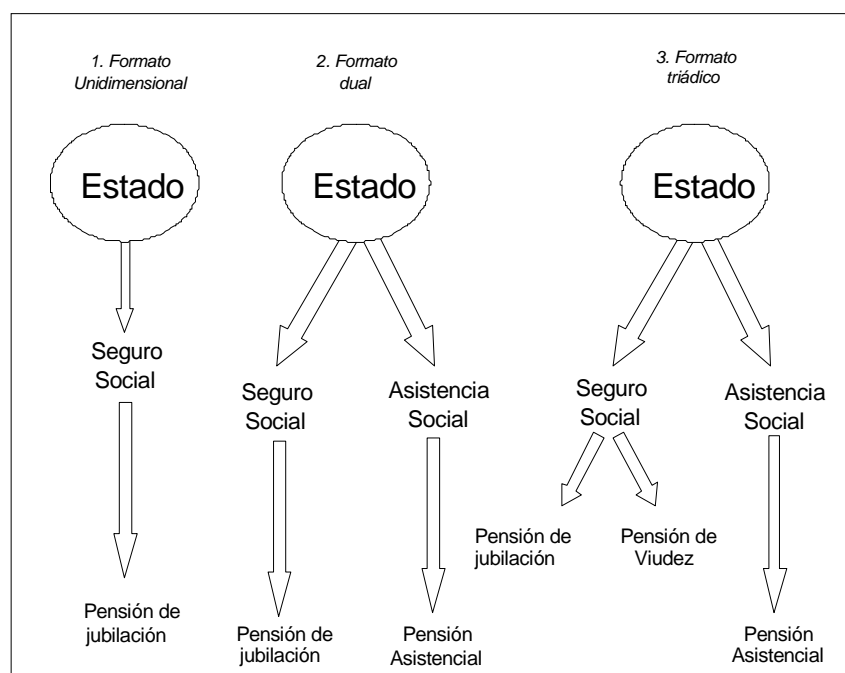 1. Formato
Unidimensional
Estado
Seguro
Social
Pensión de
jubilación
2. Formato
dual
Estado
Seguro
Social
Asistencia
Social
Pensión de
jubilación
Pensión
Asistencial
3. Formato
triádico
Estado
Seguro
Social
Asistencia
Social
Pensión de
jubilación
Pensión de
Viudez
Pensión
Asistencial